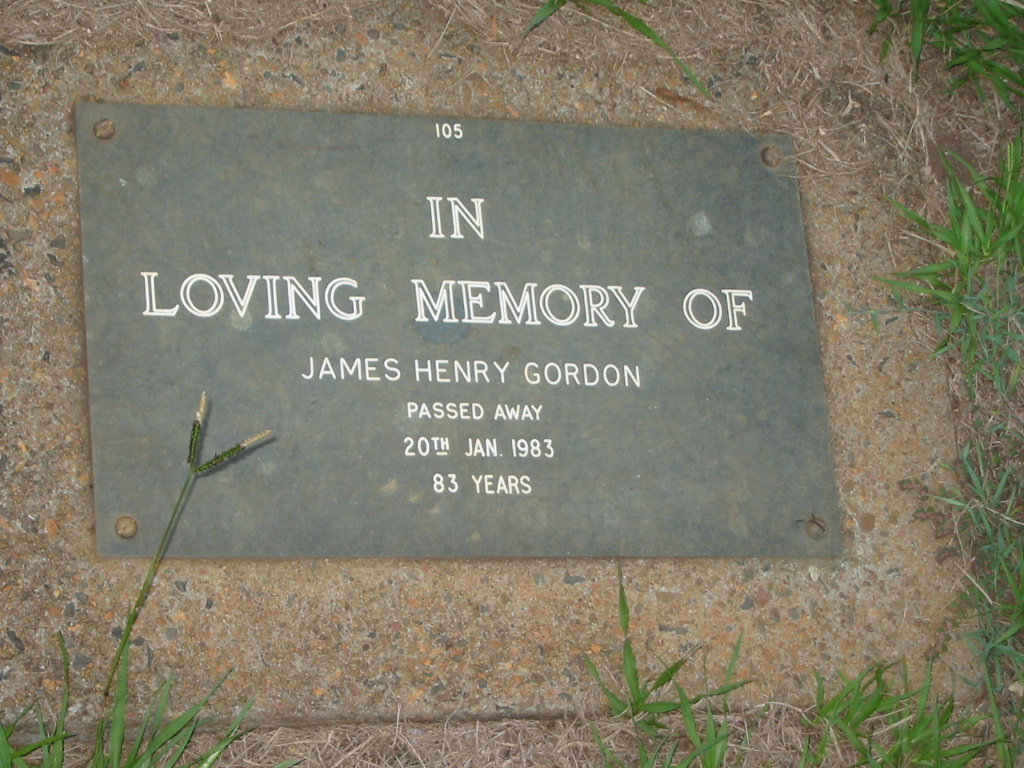 105
IN
LOVING MEMORY OF
JAMES HENRY GORDON
PASSED AWAY
20TH JAN. 1983
83 YEARS